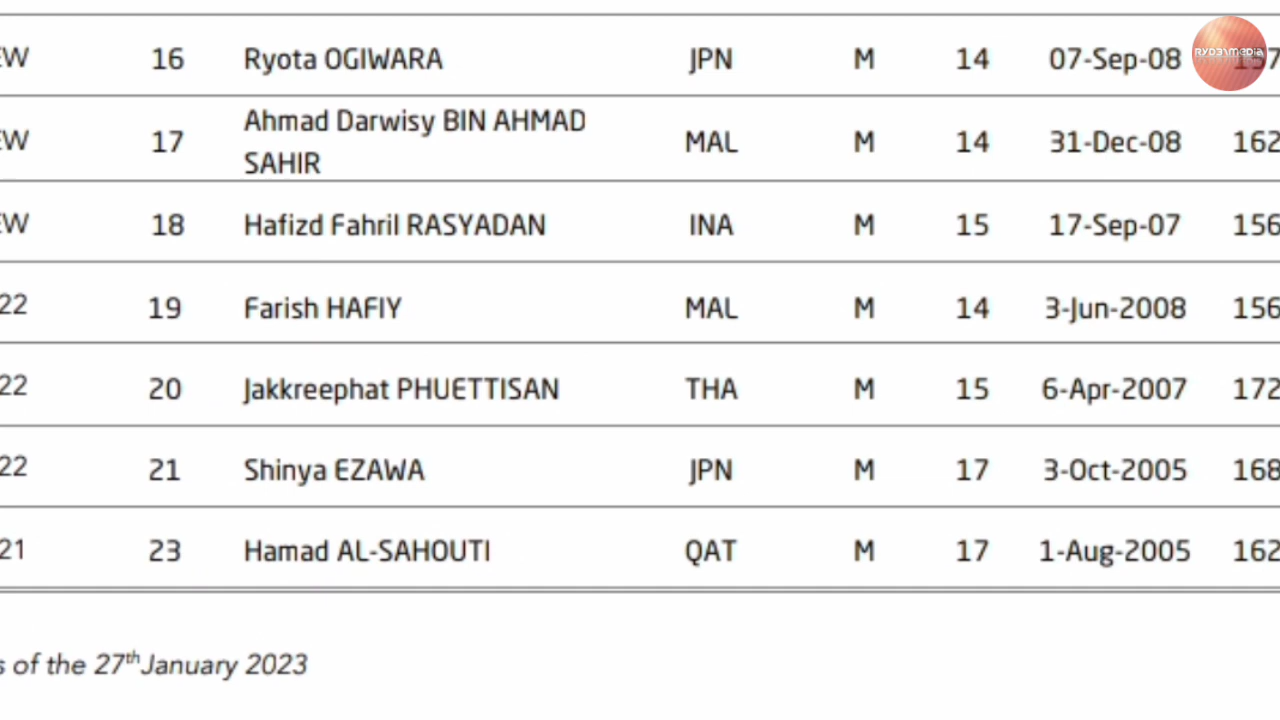 EW 16 Ryota OGIWARA JPN M 14 07-Sep-08 157
RYD3XMEDIA
Ahmad Darwisy BIN AHMAD
EW 17 MAL M 14 31-Dec-08 162
SAHIR
EW 18 Hafizd Fahril RASYADAN INA M 15 17-Sep-07 156
22 19 Farish HAFIY MAL M 14 3-Jun-2008 156
22 20 Jakkreephat PHUETTISAN THA M 15 6-Apr-2007 172
22 21 Shinya EZAWA JPN M 17 3-Oct-2005 168
21 23 Hamad AL-SAHOUTI QAT M 17 1-Aug-2005 162
s of the 27th January 2023